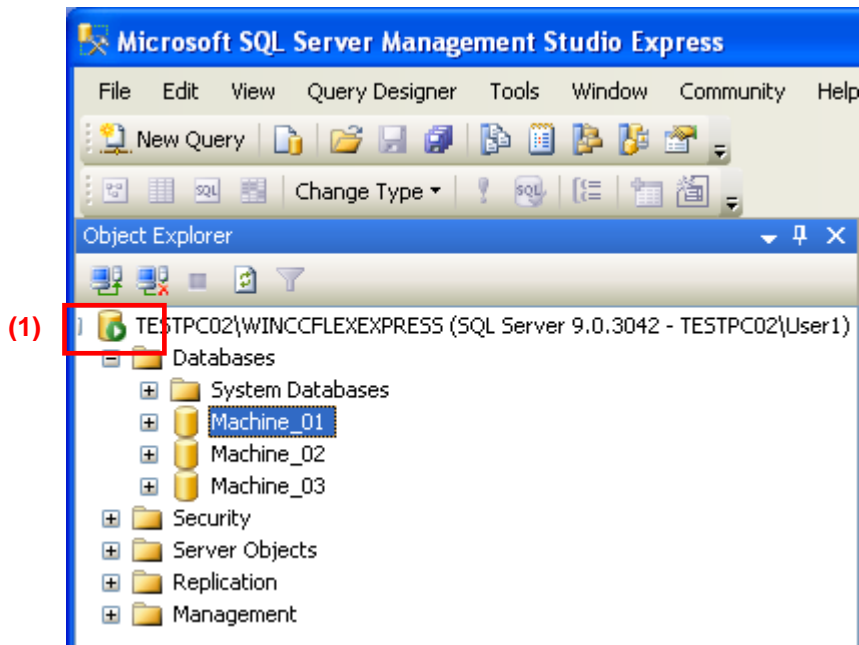 Microsoft SQL Server Management Studio Express
File Edit View Query Designer Tools Window Community Help
New Query
SQL Change Type SQL
Object Explorer
(1) TESTPC02\WINCCFLEXEXPRESS (SQL Server 9.0.3042 - TESTPC02\User1)
Databases
System Databases
Machine_01
Machine_02
Machine_03
Security
Server Objects
Replication
Management